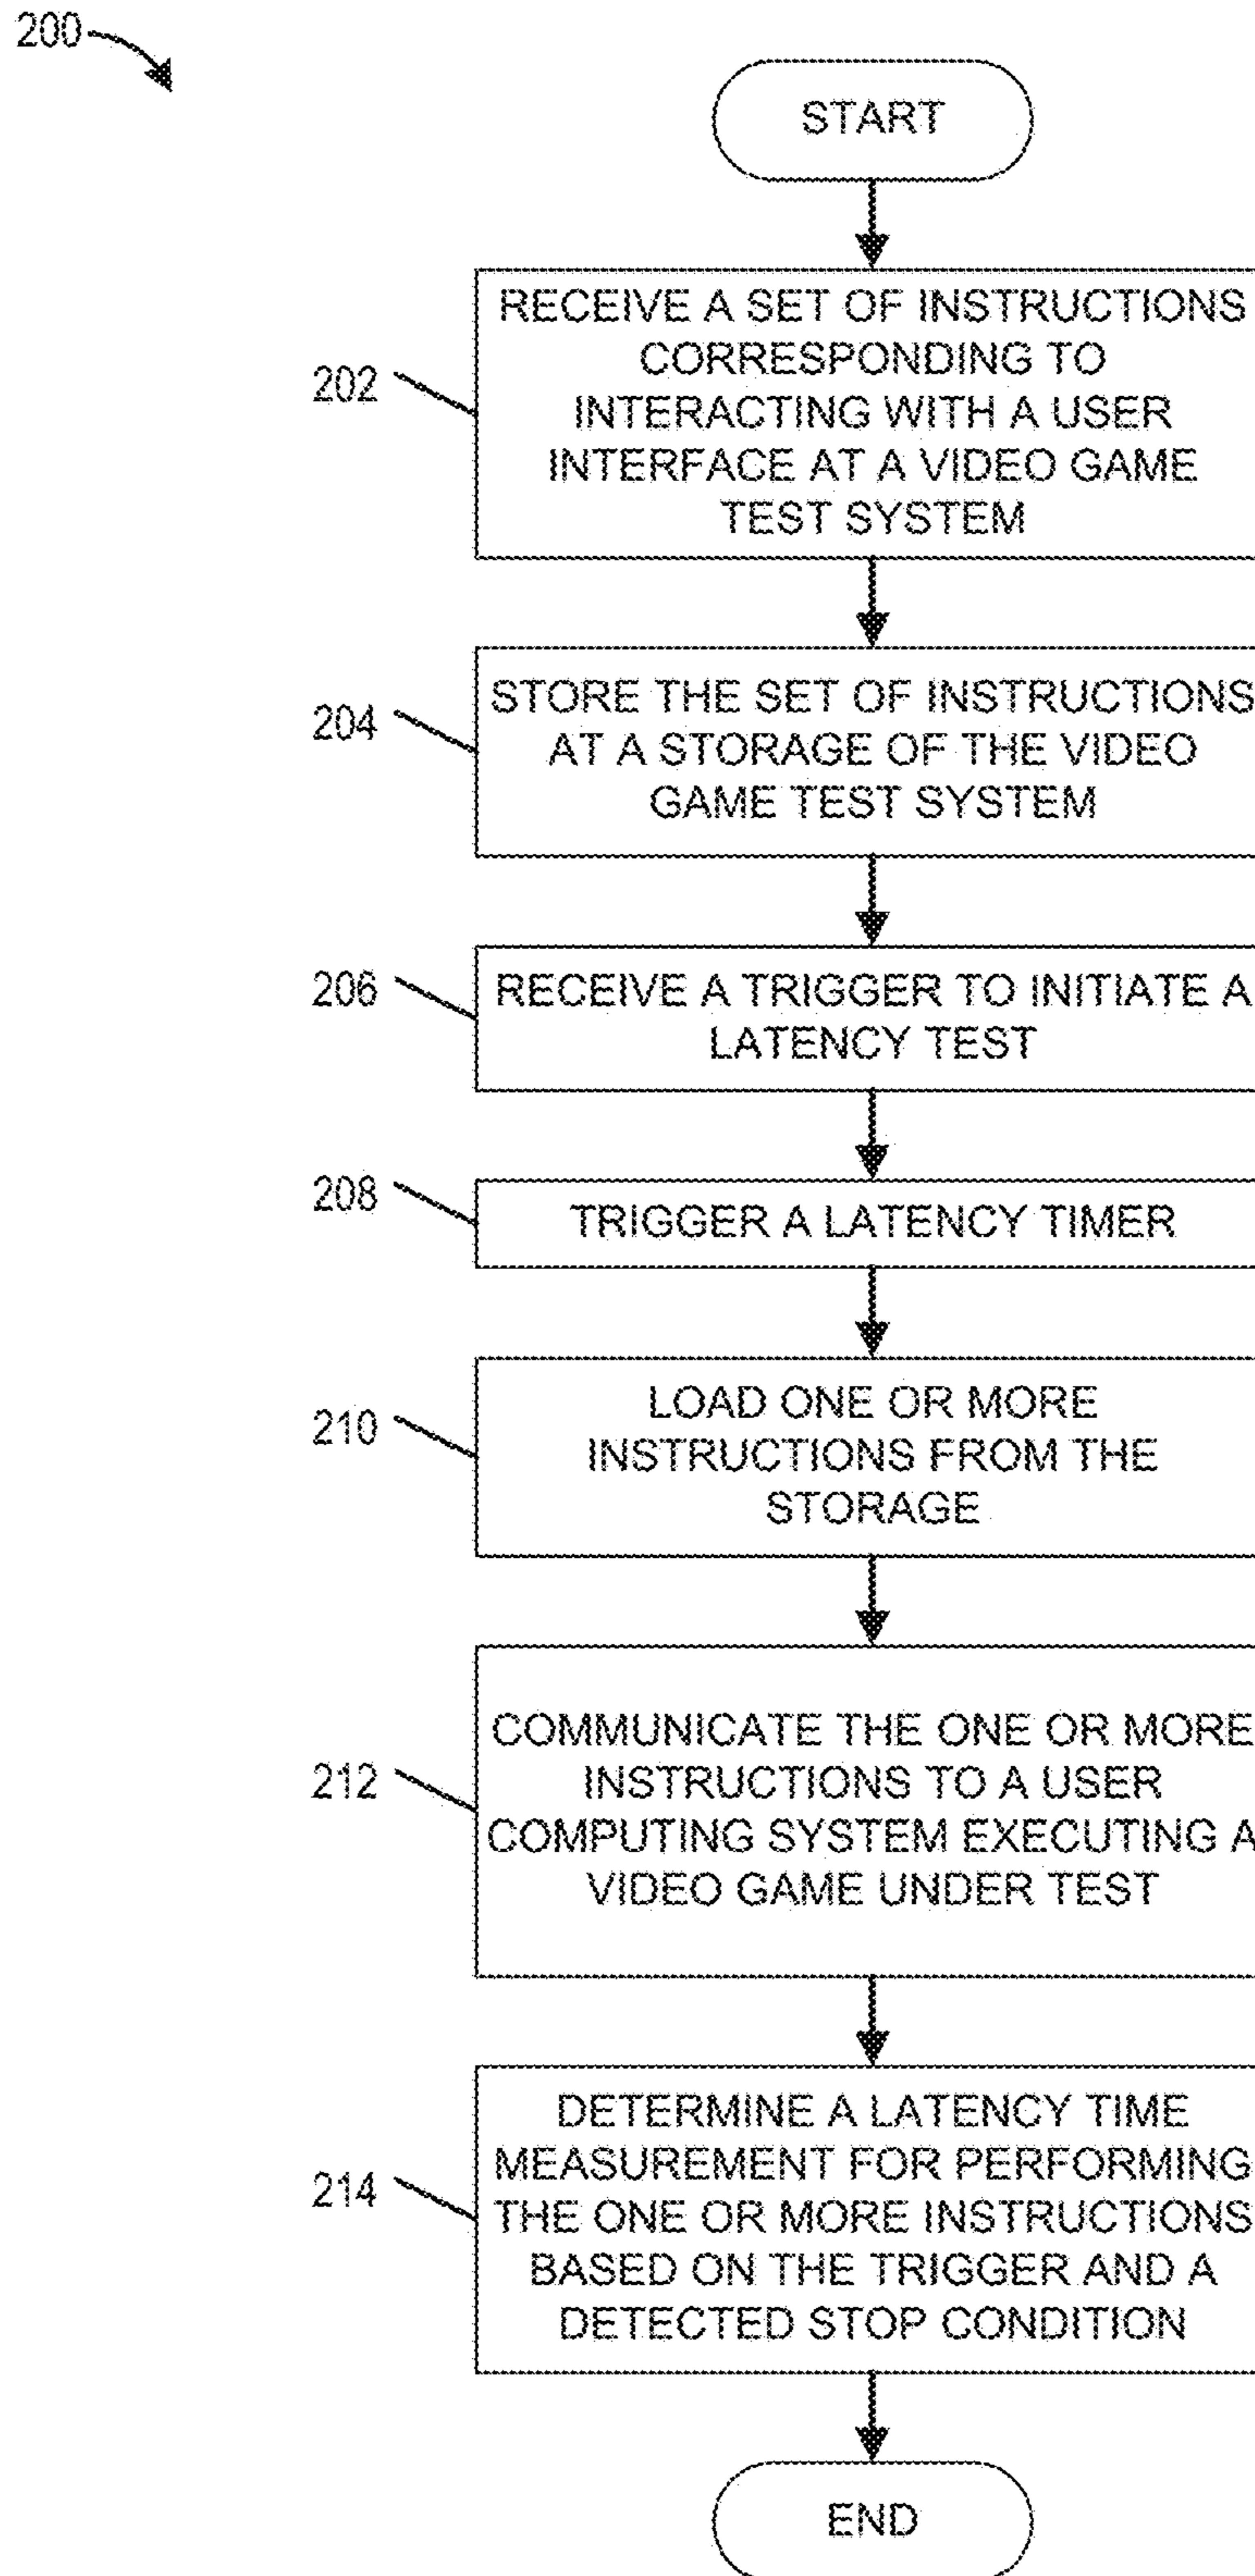 200
START
202
RECEIVE A SET OF INSTRUCTIONS
CORRESPONDING TO
INTERACTING WITH A USER
INTERFACE AT A VIDEO GAME
TEST SYSTEM
204
STORE THE SET OF INSTRUCTIONS
AT A STORAGE OF THE VIDEO
GAME TEST SYSTEM
206
RECEIVE A TRIGGER TO INITIATE A
LATENCY TEST
208
TRIGGER A LATENCY TIMER
210
LOAD ONE OR MORE
INSTRUCTIONS FROM THE
STORAGE
212
COMMUNICATE THE ONE OR MORE
INSTRUCTIONS TO A USER
COMPUTING SYSTEM EXECUTING A
VIDEO GAME UNDER TEST
214
DETERMINE A LATENCY TIME
MEASUREMENT FOR PERFORMING
THE ONE OR MORE INSTRUCTIONS
BASED ON THE TRIGGER AND A
DETECTED STOP CONDITION
END